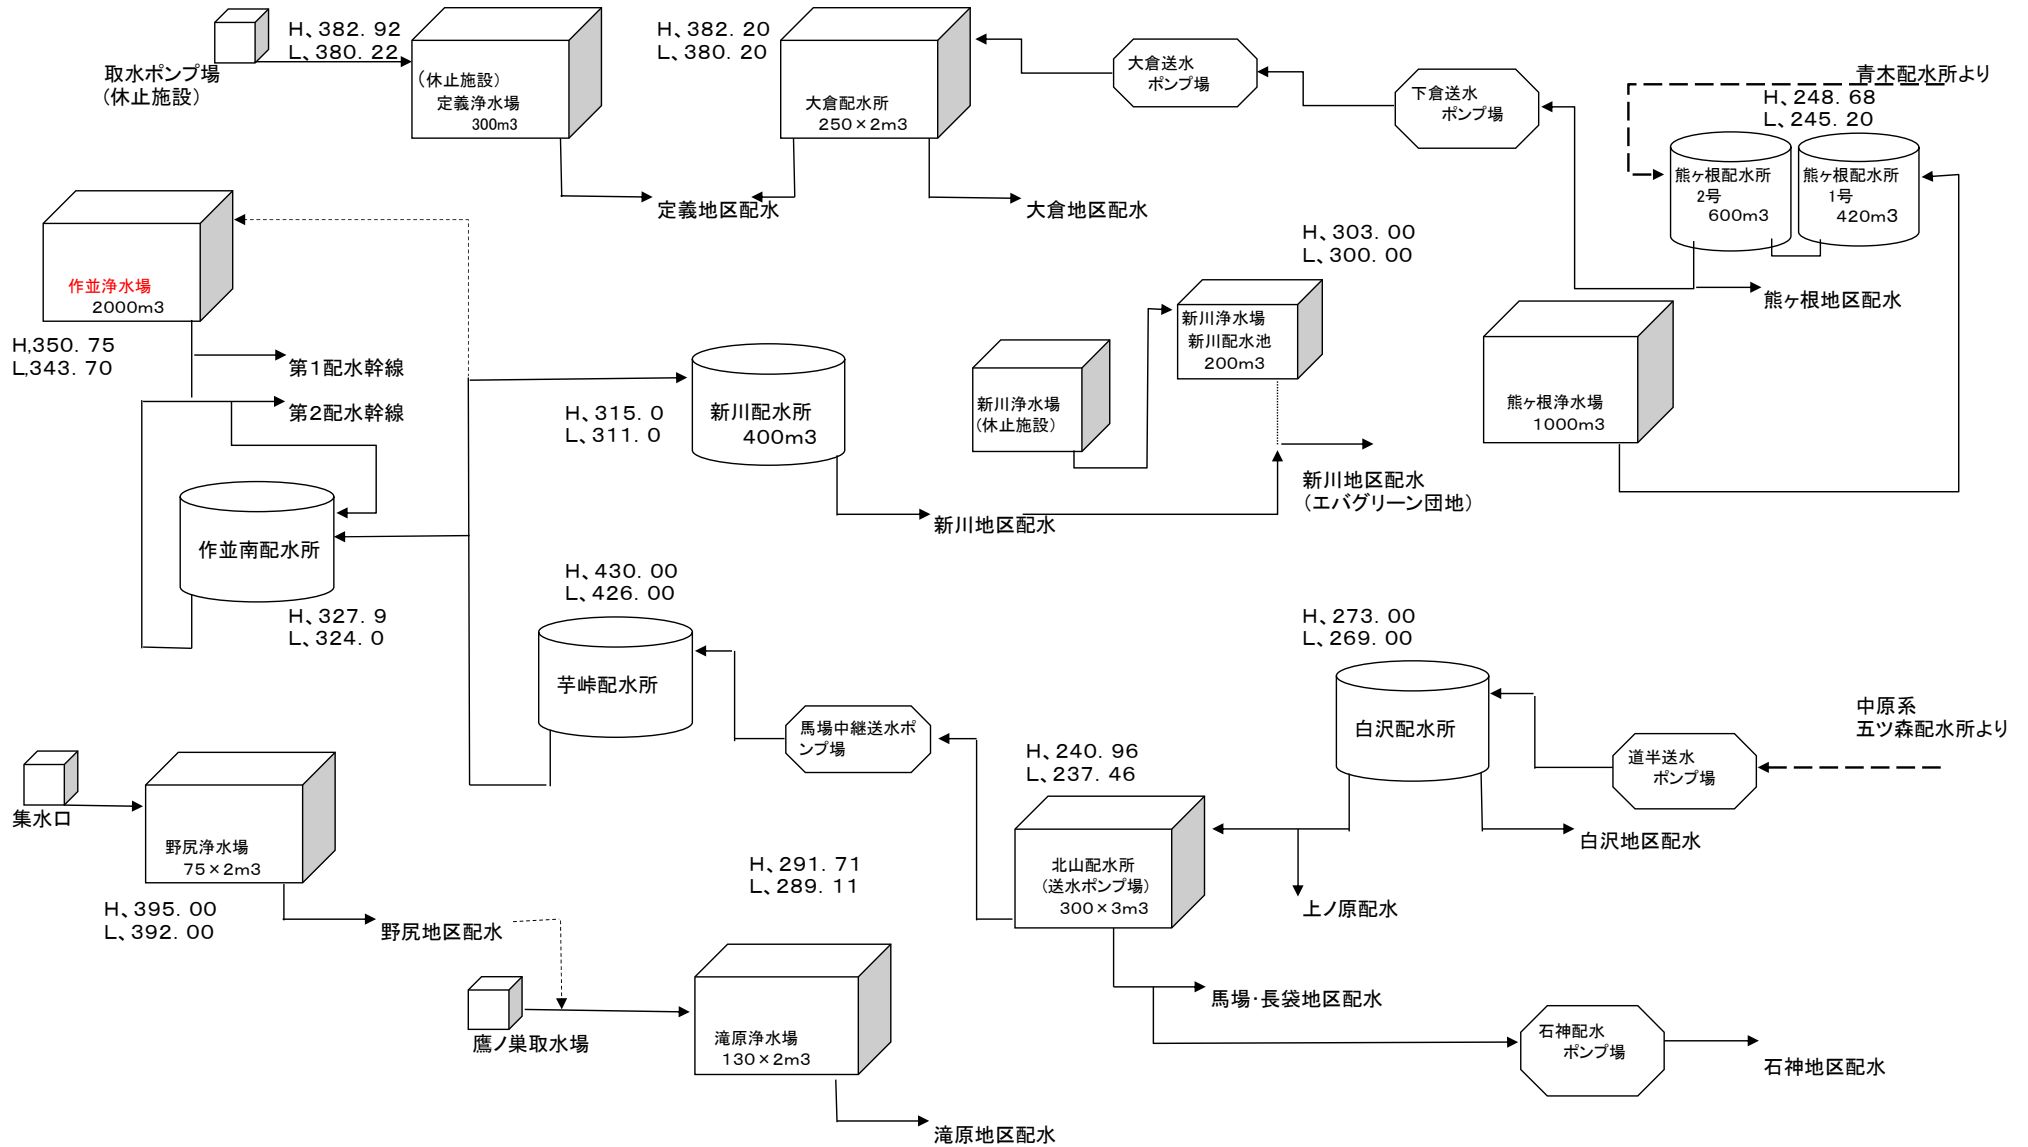 取水ポンプ場
(休止施設)
H、382. 92
L、380. 22
(休止施設)
定義浄水場
300m3
H、382. 20
L、380. 20
大倉配水所
250×2m3
大倉送水
ポンプ場
下倉送水
ポンプ場
青木配水所より
H、248. 68
L、245. 20
熊ヶ根配水所
2号
600m3
熊ヶ根配水所
1号
420m3
定義地区配水
大倉地区配水
熊ヶ根地区配水
作並浄水場
2000m3
H,350. 75
L,343. 70
第1配水幹線
第2配水幹線
H、315. 0
L、311. 0
新川配水所
400m3
新川浄水場
(休止施設)
H、303. 00
L、300. 00
新川浄水場
新川配水池
200m3
熊ヶ根浄水場
1000m3
新川地区配水
新川地区配水
(エバグリーン団地)
作並南配水所
H、327. 9
L、324. 0
H、430. 00
L、426. 00
芋峠配水所
馬場中継送水ポ
ンプ場
H、273. 00
L、269. 00
白沢配水所
中原系
五ツ森配水所より
道半送水
ポンプ場
白沢地区配水
H、240. 96
L、237. 46
北山配水所
(送水ポンプ場)
300×3m3
上ノ原配水
集水口
野尻浄水場
75×2m3
H、395. 00
L、392. 00
野尻地区配水
H、291. 71
L、289. 11
鷹ノ巣取水場
滝原浄水場
130×2m3
滝原地区配水
馬場・長袋地区配水
石神配水
ポンプ場
石神地区配水